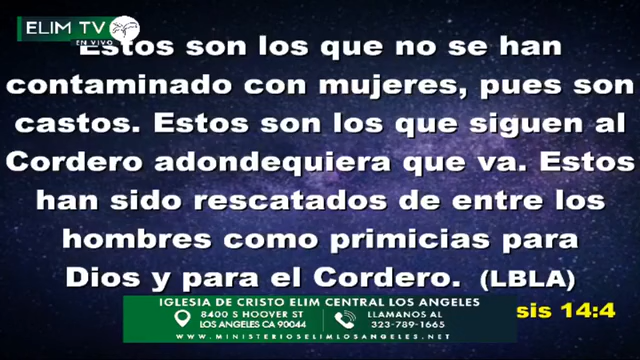 ELIM TV
EN VIVO
Estos son los que no se han
contaminado con mujeres, pues son
castos. Estos son los que siguen al
Cordero adondequiera que va. Estos
han sido rescatados de entre los
hombres como primicias para
Dios y para el Cordero. (LBLA)
sis 14:4
IGLESIA DE CRISTO ELIM CENTRAL LOS ANGELES
8400 S HOOVER ST
LOS ANGELES CA 90044
LLAMANOS AL
323-789-1665
WWW.MINISTERIOSELIMLOSANGELES.NET